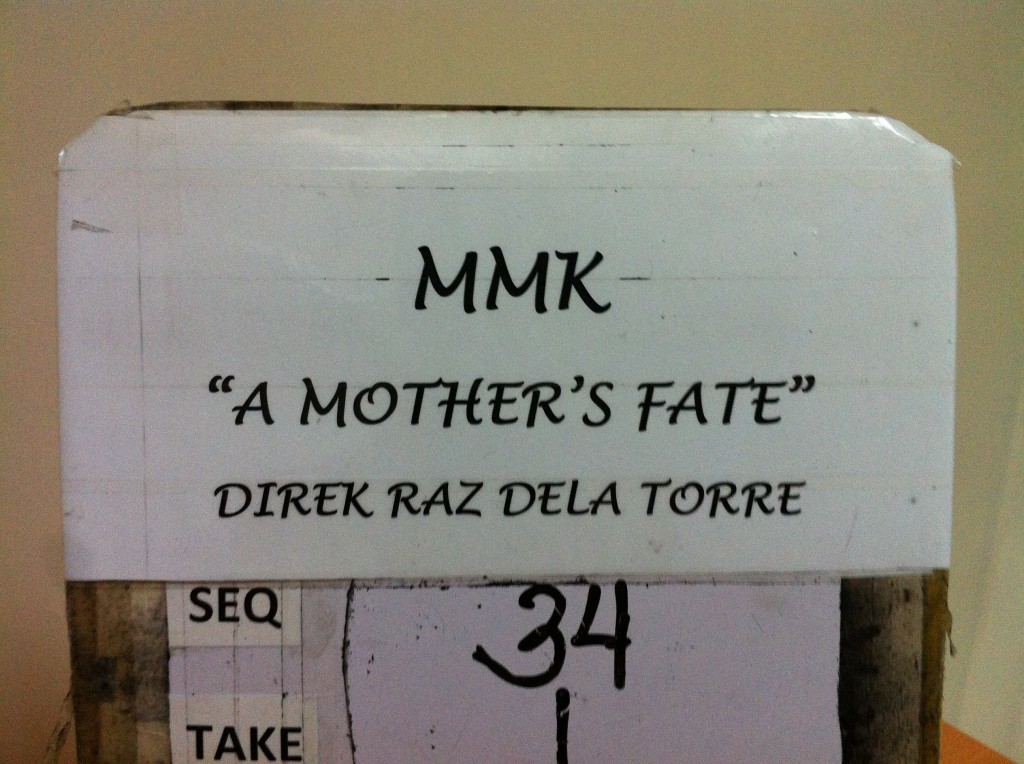 MMK
“A MOTHER’S FATE”
DIREK RAZ DELA TORRE
SEQ 34
TAKE 1